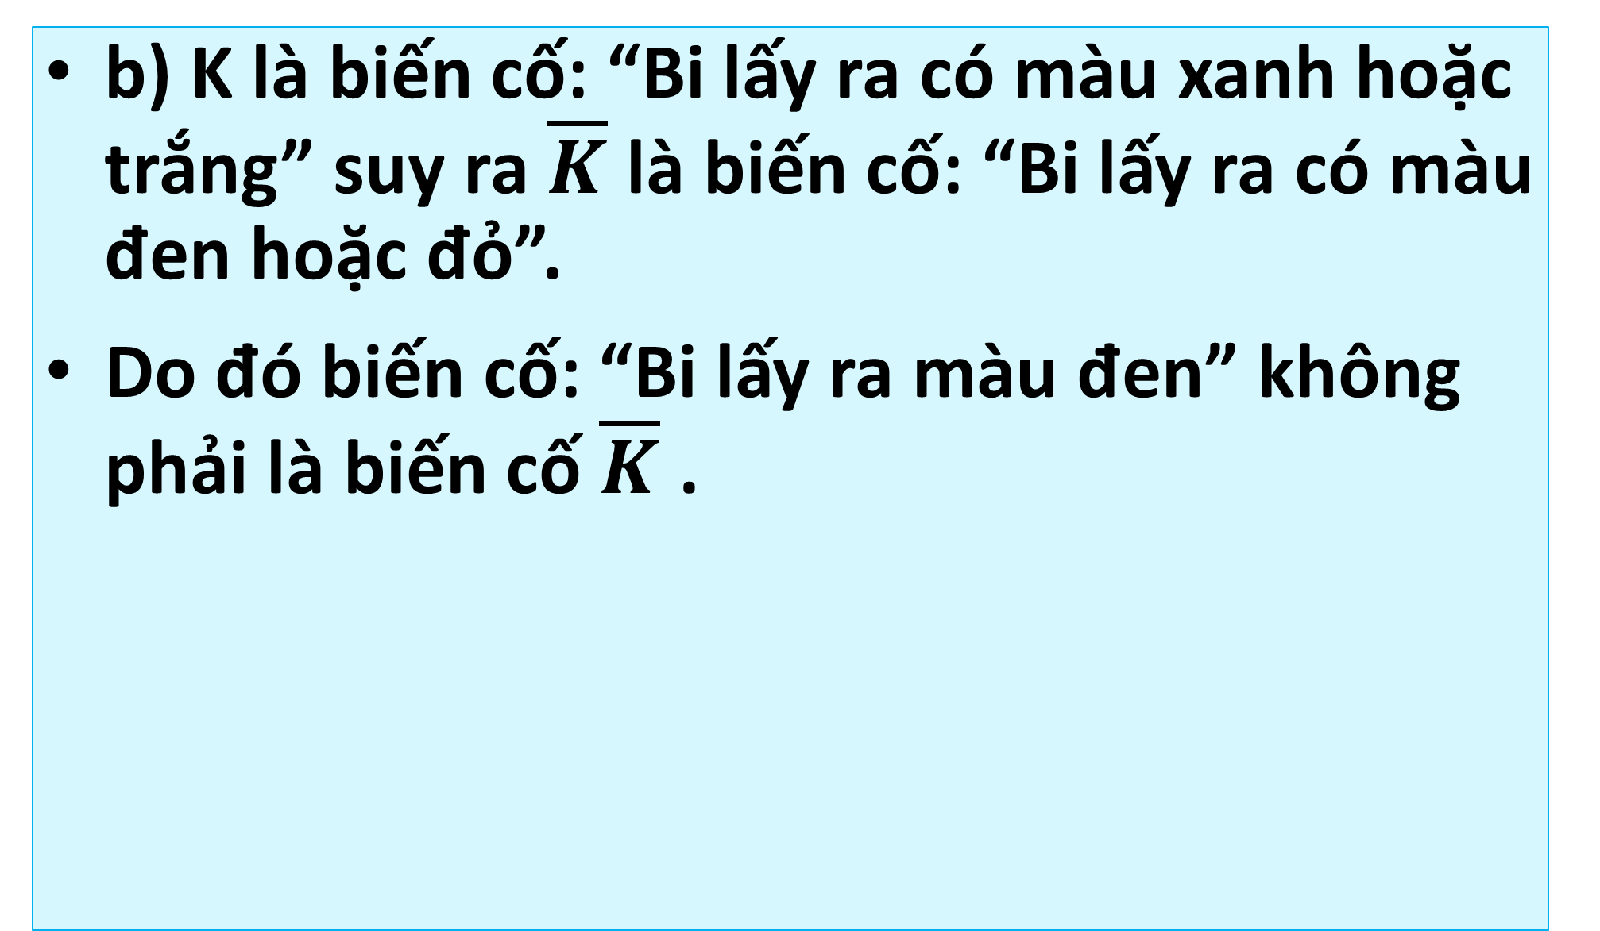 • b) K là biến cố: “Bi lấy ra có màu xanh hoặc
trắng” suy ra K̅ là biến cố: “Bi lấy ra có màu
đen hoặc đỏ”.
• Do đó biến cố: “Bi lấy ra màu đen” không
phải là biến cố K̅ .